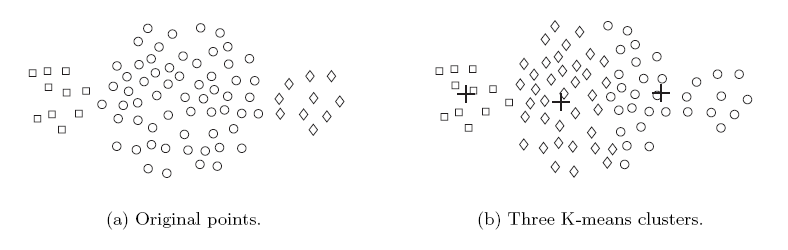 (a) Original points.
(b) Three K-means clusters.